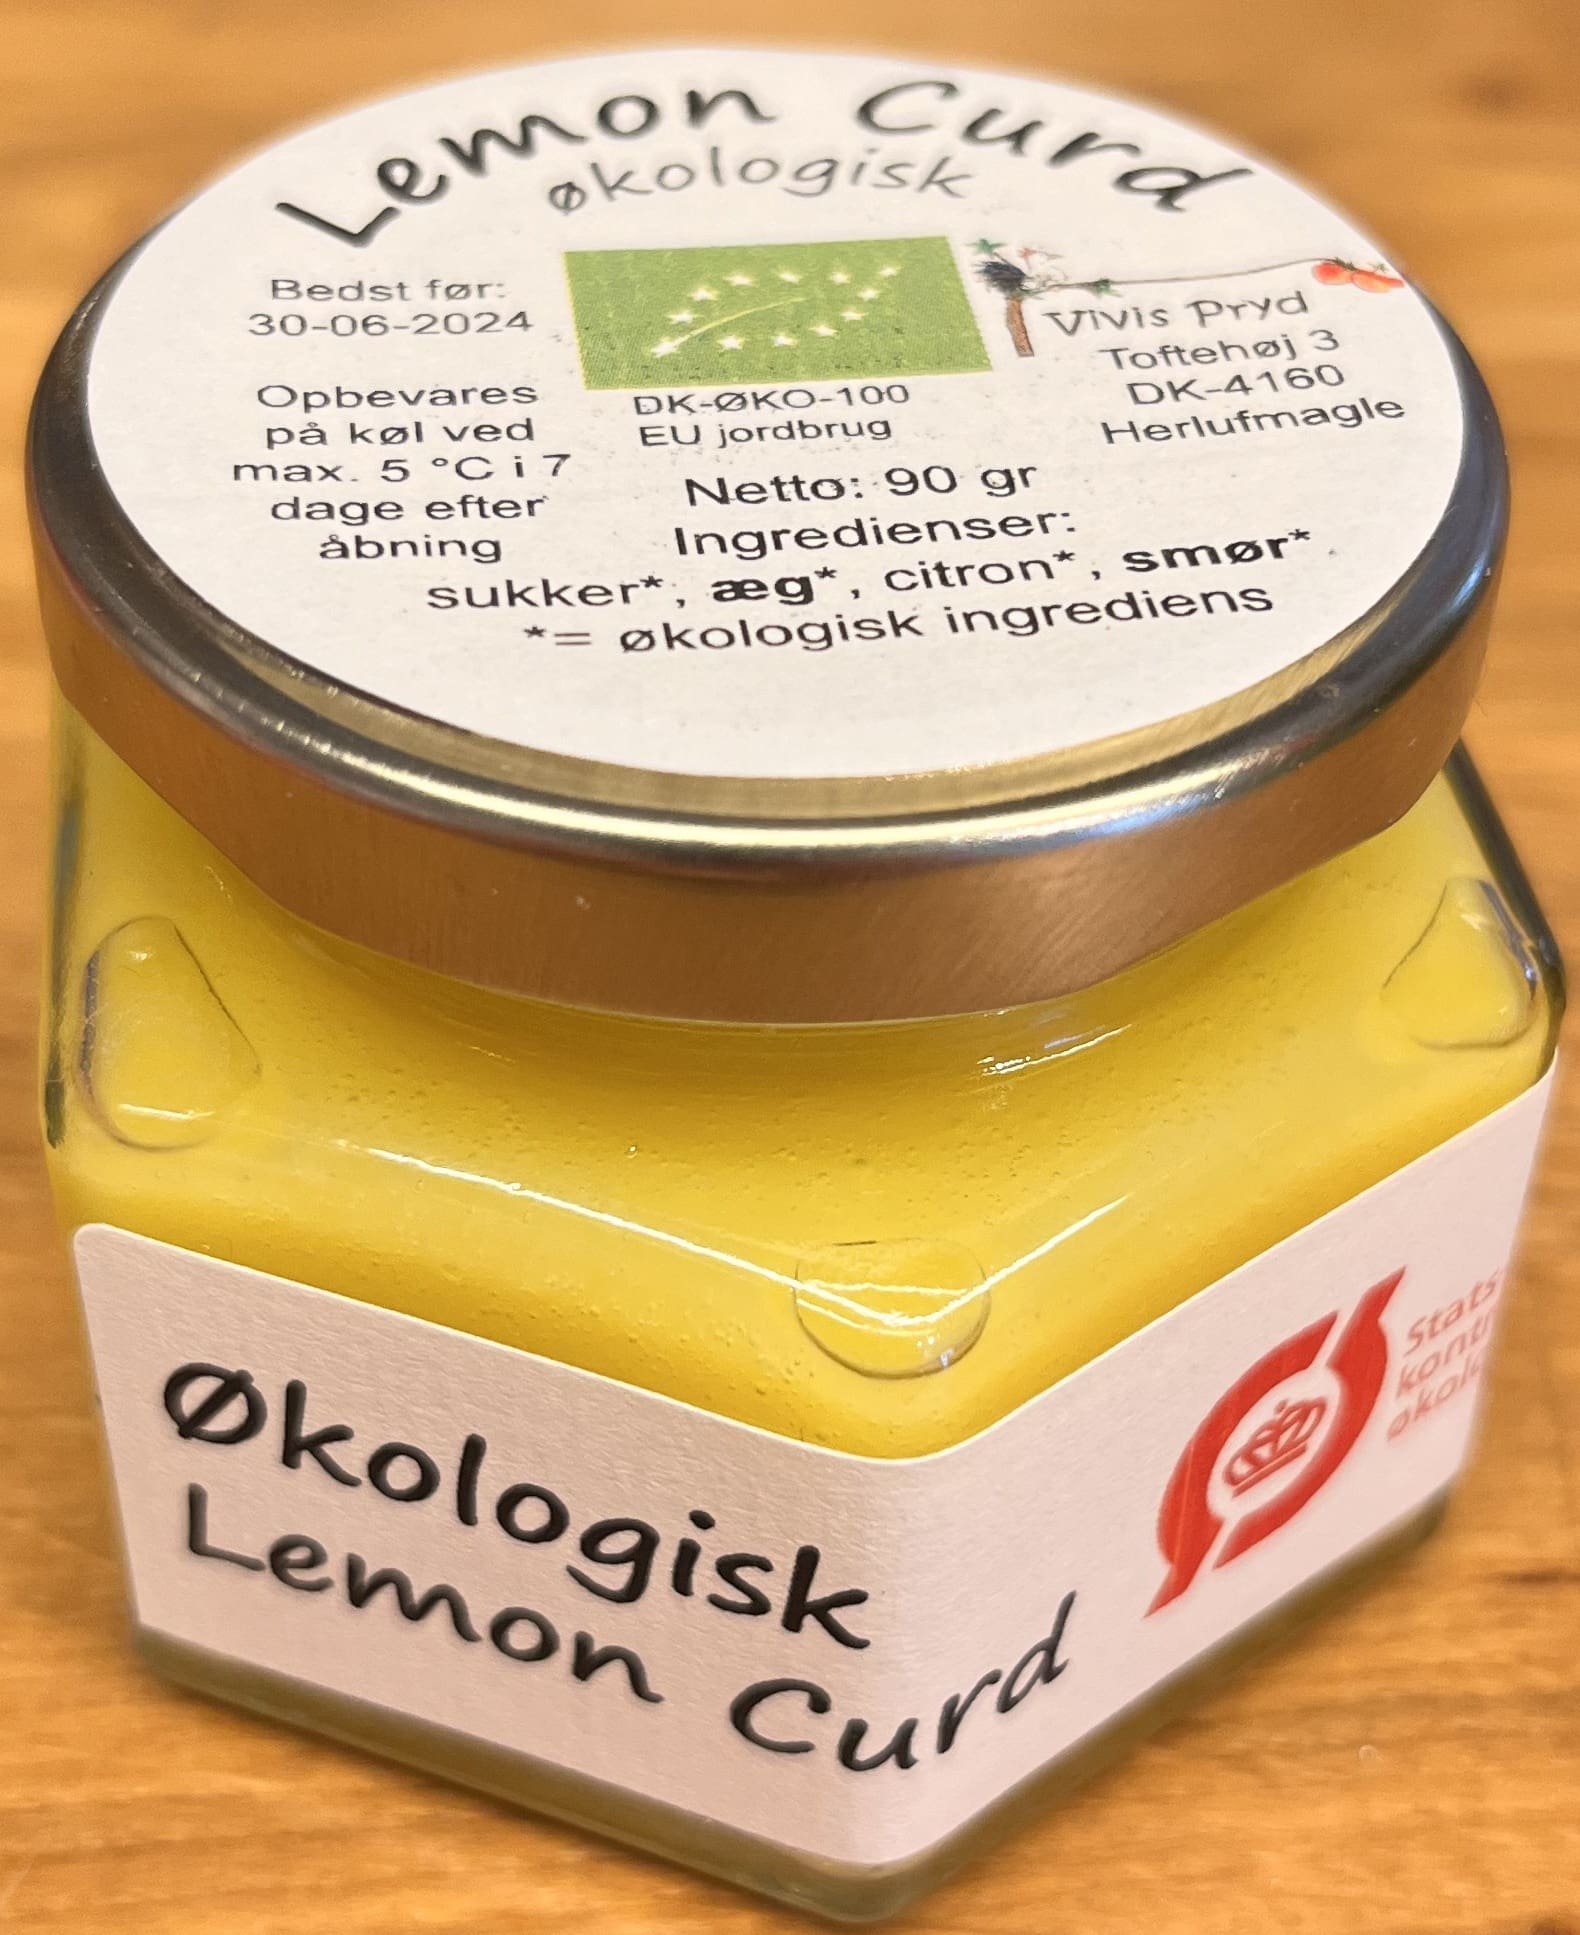 Lemon Curd
økologisk
Bedst før:
30-06-2024
Opbevares
på køl ved
max. 5 °C i 7
dage efter
åbning
DK-ØKO-100
EU jordbrug
Vivis Pryd
Toftehøj 3
DK-4160
Herlufmagle
Netto: 90 gr
Ingredienser:
sukker*, æg*, citron*, smør*
*= økologisk ingrediens
Økologisk
Lemon Curd
Ø
Stats